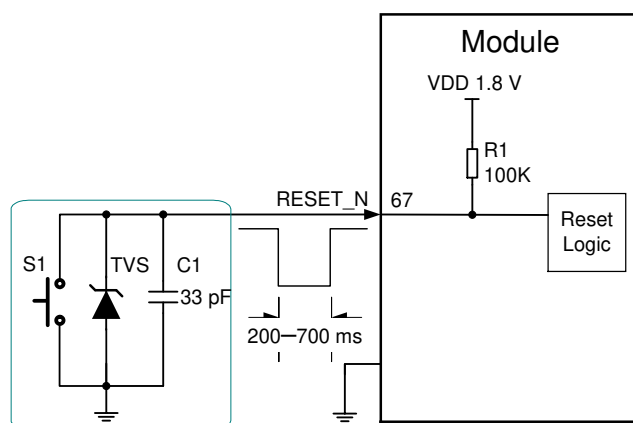 Module
VDD 1.8 V
R1
100K
RESET_N
67
Reset
Logic
S1
TVS
C1
33 pF
200—700 ms